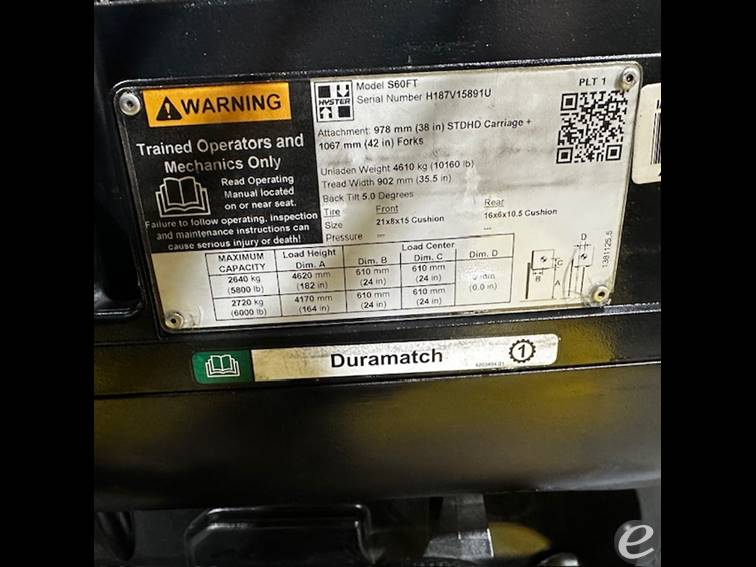 WARNING
Trained Operators and
Mechanics Only
Read Operating
Manual located
on or near seat.
Failure to follow operating, inspection
and maintenance instructions can
cause serious injury or death!
HYSTER
Model S60FT
Serial Number H187V15891U
PLT 1
Attachment: 978 mm (38 in) STDHD Carriage +
1067 mm (42 in) Forks
Unladen Weight 4610 kg (10160 lb)
Tread Width 902 mm (35.5 in)
Back Tilt 5.0 Degrees
Tire Front Rear
Size 21x8x15 Cushion 16x6x10.5 Cushion
Pressure --- ---
MAXIMUM CAPACITY Load Height Dim. A Load Center Dim. B Dim. C Dim. D
2640 kg (5800 lb) 4620 mm (182 in) 610 mm (24 in) 610 mm (24 in) mm (0.0 in)
2720 kg (6000 lb) 4170 mm (164 in) 610 mm (24 in) 610 mm (24 in)
D
B C A
1381125.5
Duramatch
1
e